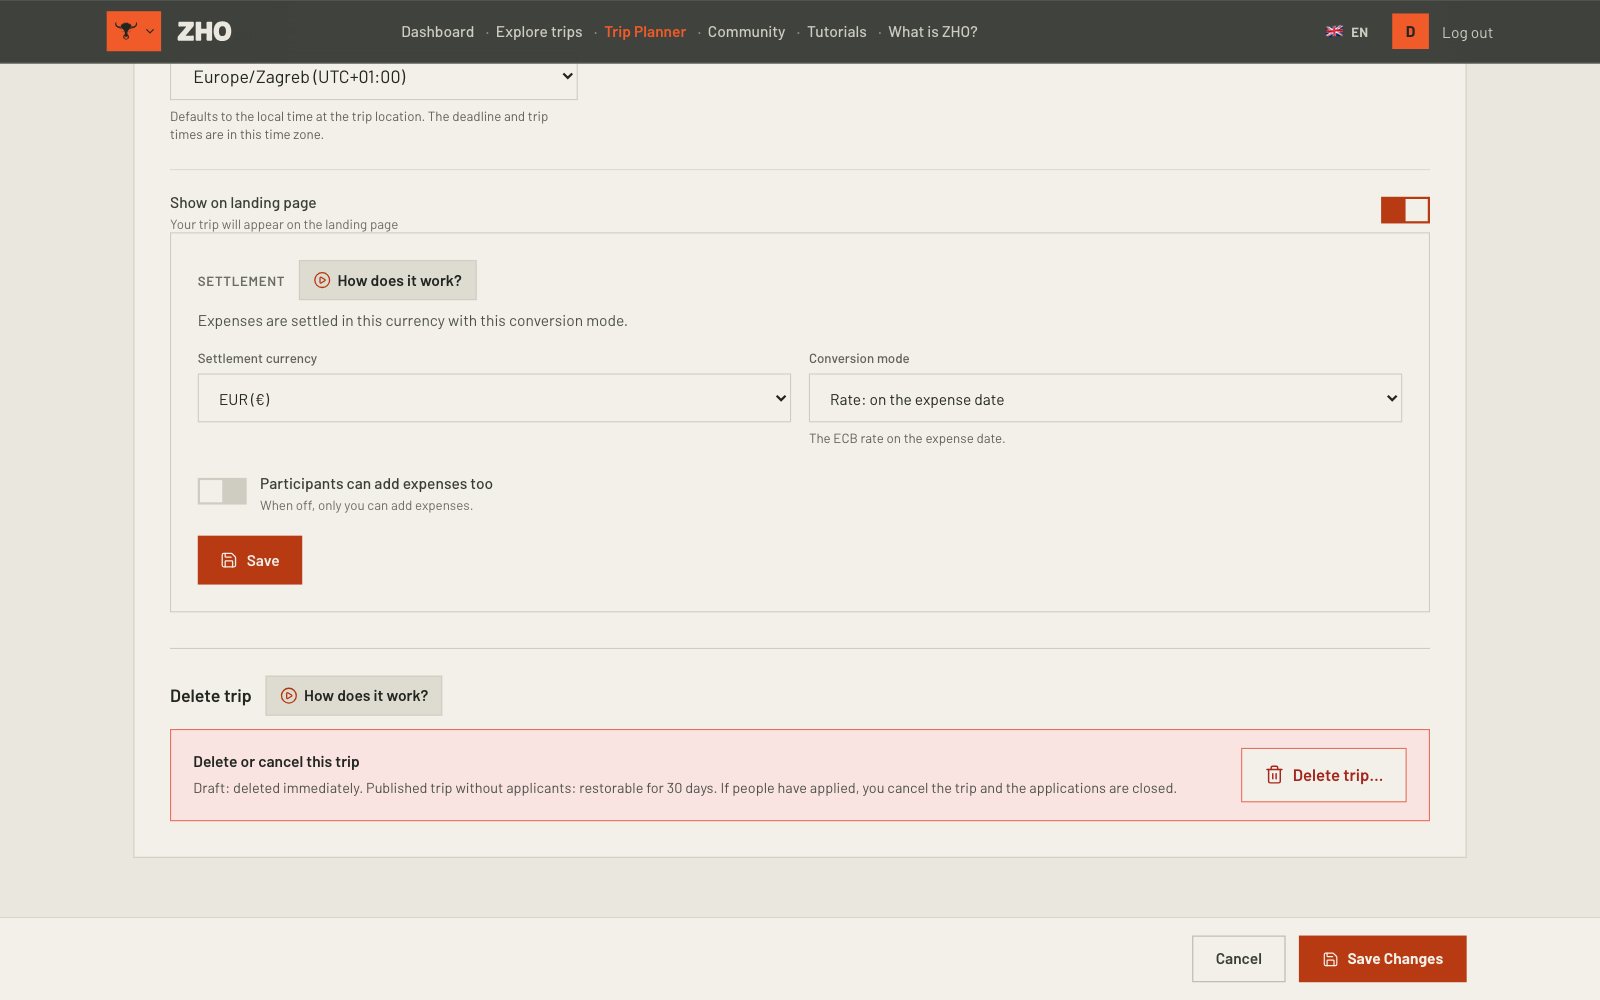 ZHO
Dashboard · Explore trips · Trip Planner · Community · Tutorials · What is ZHO?
EN
D
Log out
Europe/Zagreb (UTC+01:00)
Defaults to the local time at the trip location. The deadline and trip
times are in this time zone.
Show on landing page
Your trip will appear on the landing page
SETTLEMENT
How does it work?
Expenses are settled in this currency with this conversion mode.
Settlement currency
Conversion mode
EUR (€)
Rate: on the expense date
The ECB rate on the expense date.
Participants can add expenses too
When off, only you can add expenses.
Save
Delete trip
How does it work?
Delete or cancel this trip
Draft: deleted immediately. Published trip without applicants: restorable for 30 days. If people have applied, you cancel the trip and the applications are closed.
Delete trip...
Cancel
Save Changes